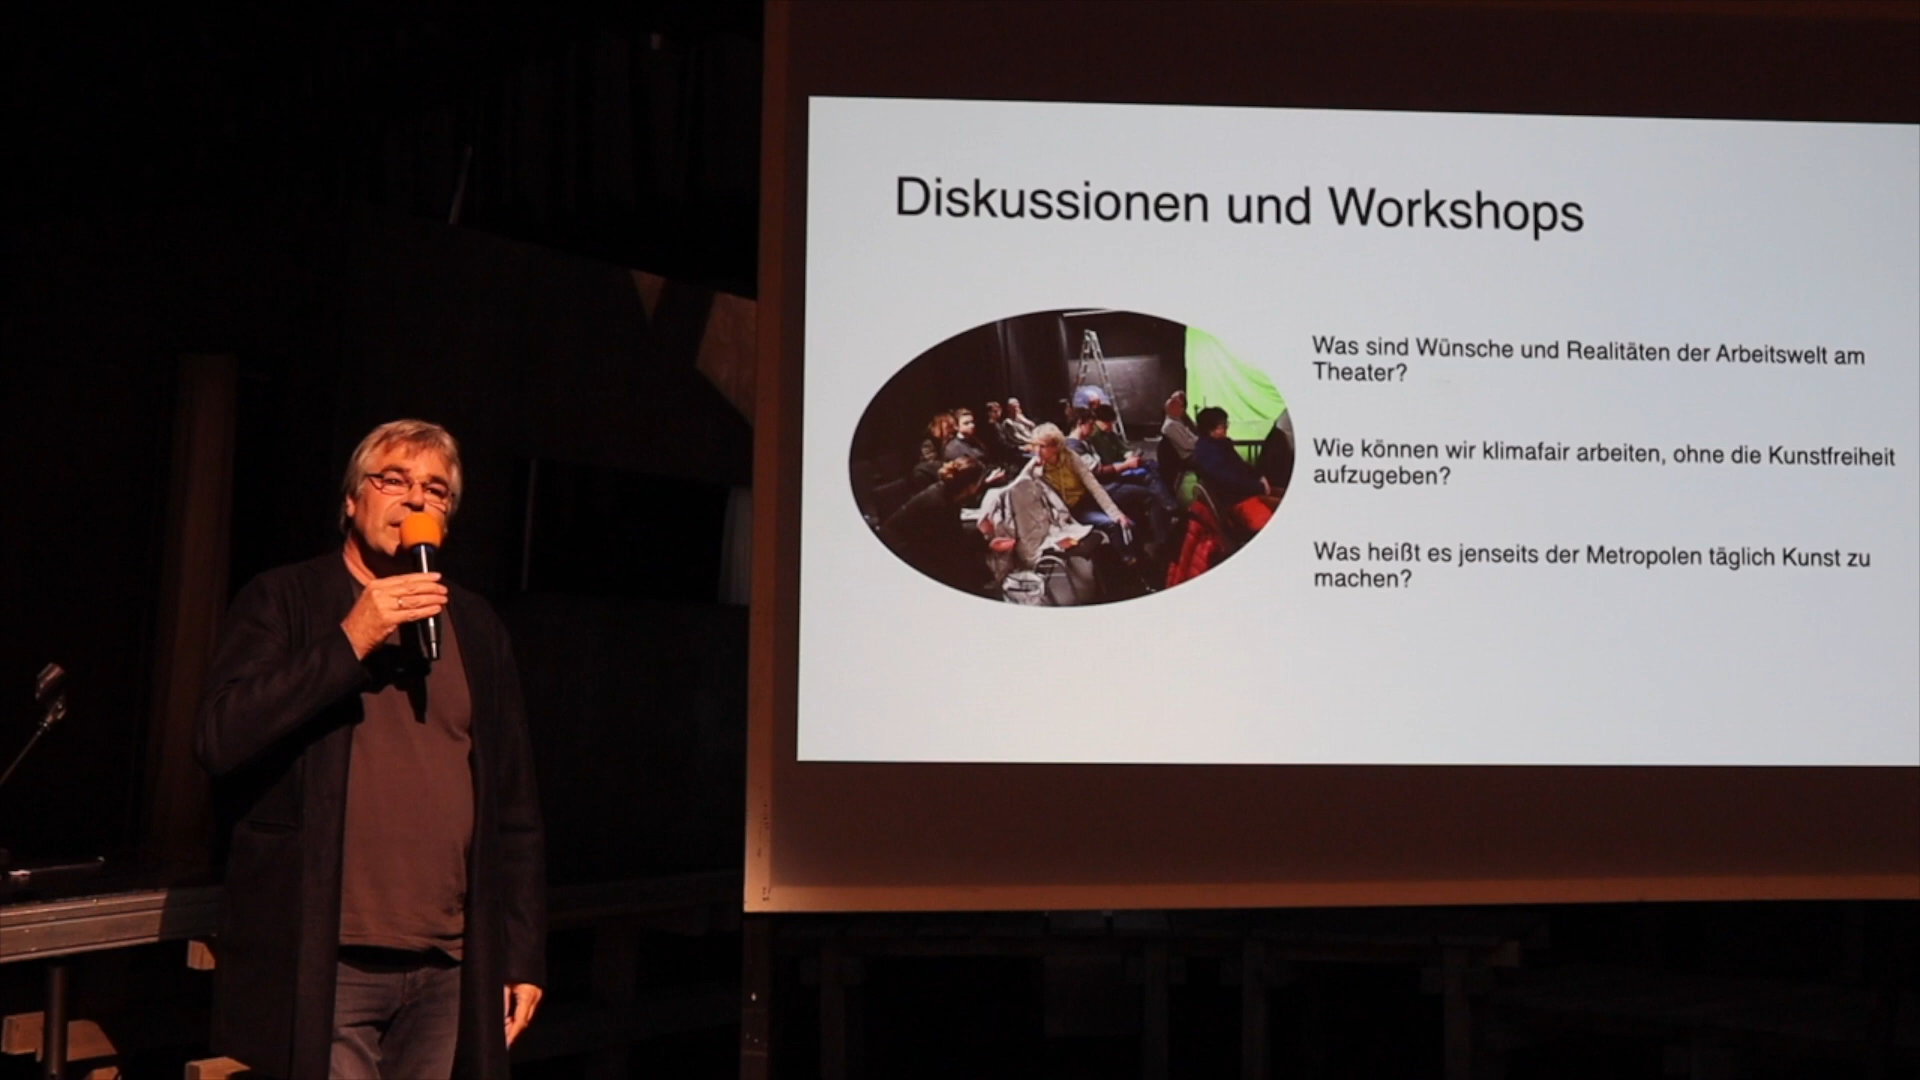 Diskussionen und Workshops
Was sind Wünsche und Realitäten der Arbeitswelt am
Theater?
Wie können wir klimafair arbeiten, ohne die Kunstfreiheit
aufzugeben?
Was heißt es jenseits der Metropolen täglich Kunst zu
machen?